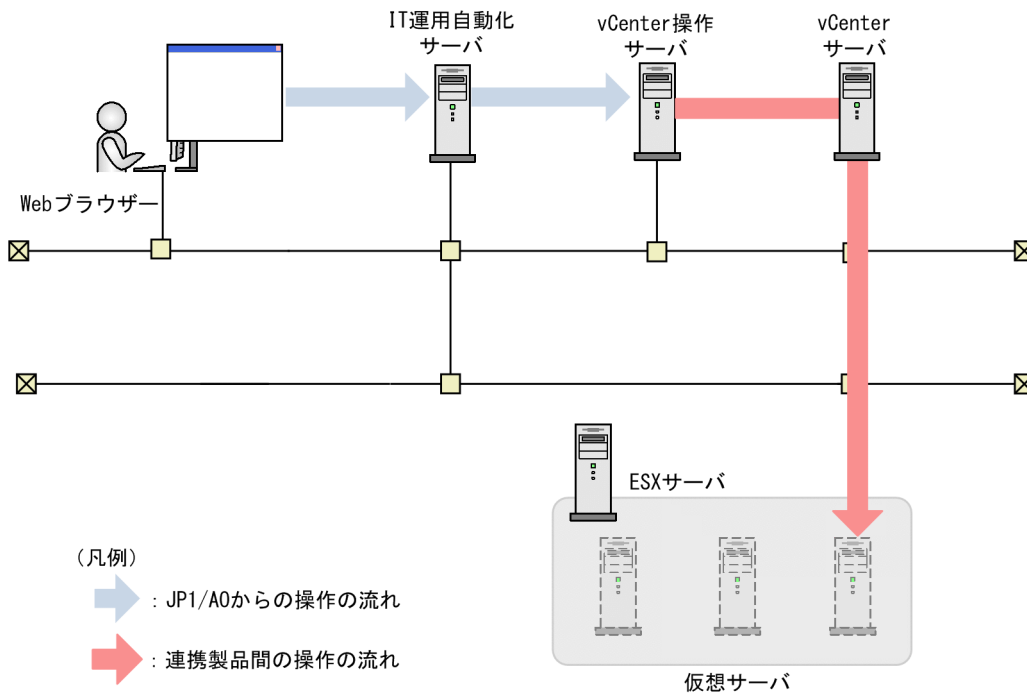 IT運用自動化
サーバ
vCenter操作
サーバ
vCenter
サーバ
Webブラウザー
ESXサーバ
(凡例)
：JP1/AOからの操作の流れ
：連携製品間の操作の流れ
仮想サーバ